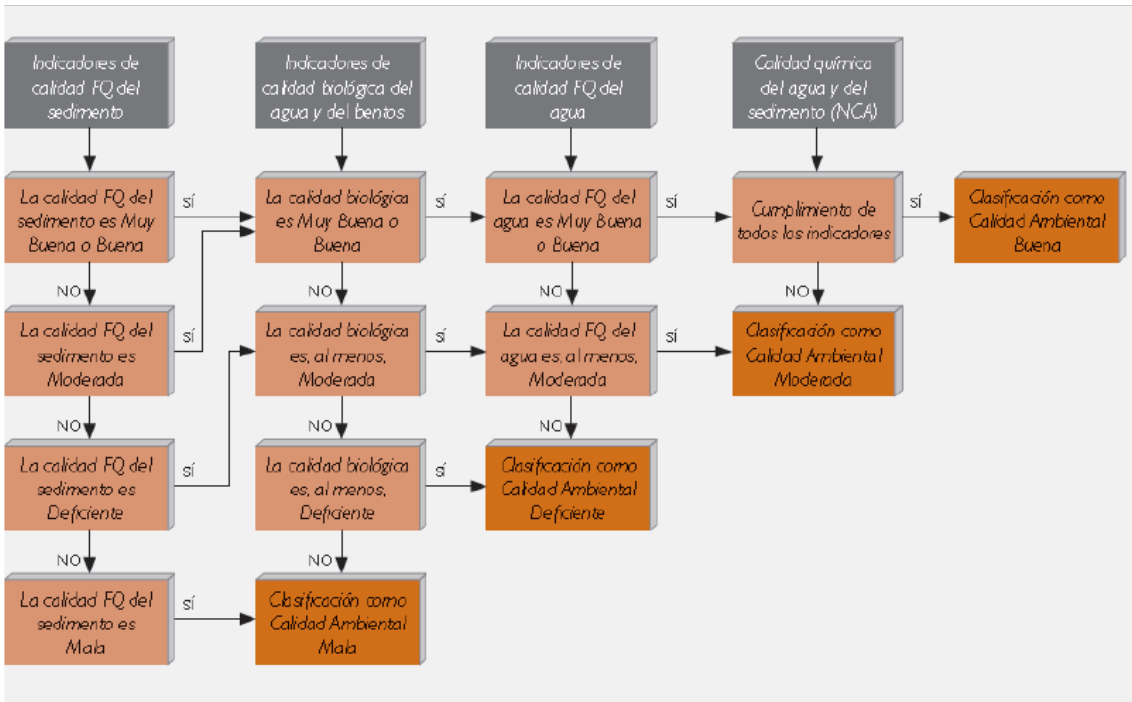 Indicadores de
calidad FQ del
sedimento
Indicadores de
calidad biológica del
agua y del bentos
Indicadores de
calidad FQ del
agua
Calidad química
del agua y del
sedimento (NCA)
La calidad FQ del
sedimento es Muy
Buena o Buena
sí
La calidad biológica
es Muy Buena o
Buena
sí
La calidad FQ del
agua es Muy Buena
o Buena
sí
Cumplimiento de
todos los indicadores
sí
Clasificación como
Calidad Ambiental
Buena
NO
NO
NO
NO
La calidad FQ del
sedimento es
Moderada
sí
La calidad biológica
es, al menos,
Moderada
sí
La calidad FQ del
agua es, al menos,
Moderada
sí
Clasificación como
Calidad Ambiental
Moderada
NO
NO
NO
La calidad FQ del
sedimento es
Deficiente
sí
La calidad biológica
es, al menos,
Deficiente
sí
Clasificación como
Calidad Ambiental
Deficiente
NO
NO
La calidad FQ del
sedimento es
Mala
sí
Clasificación como
Calidad Ambiental
Mala